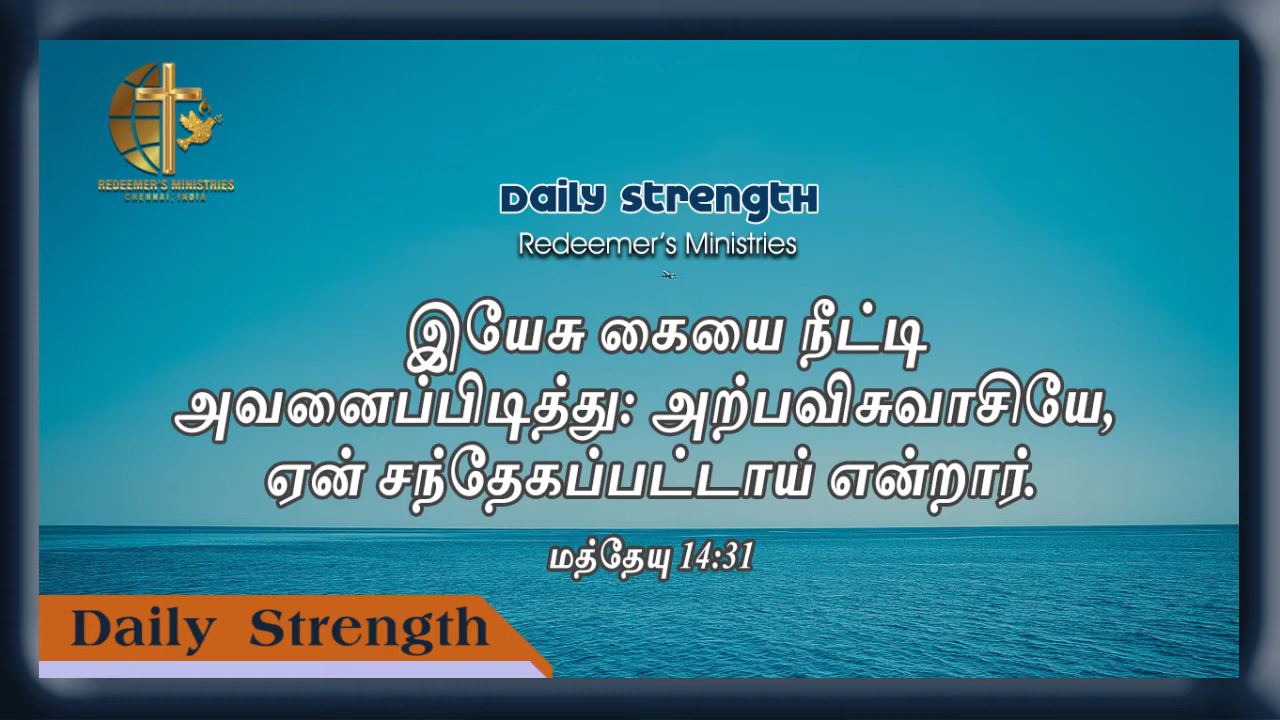 REDEEMER'S MINISTRIES
CHENNAI, INDIA
Daily Strength
Redeemer's Ministries
இயேசு கையை நீட்டி
அவனைப்பிடித்து: அற்பவிசுவாசியே,
ஏன் சந்தேகப்பட்டாய் என்றார்.
மத்தேயு 14:31
Daily Strength